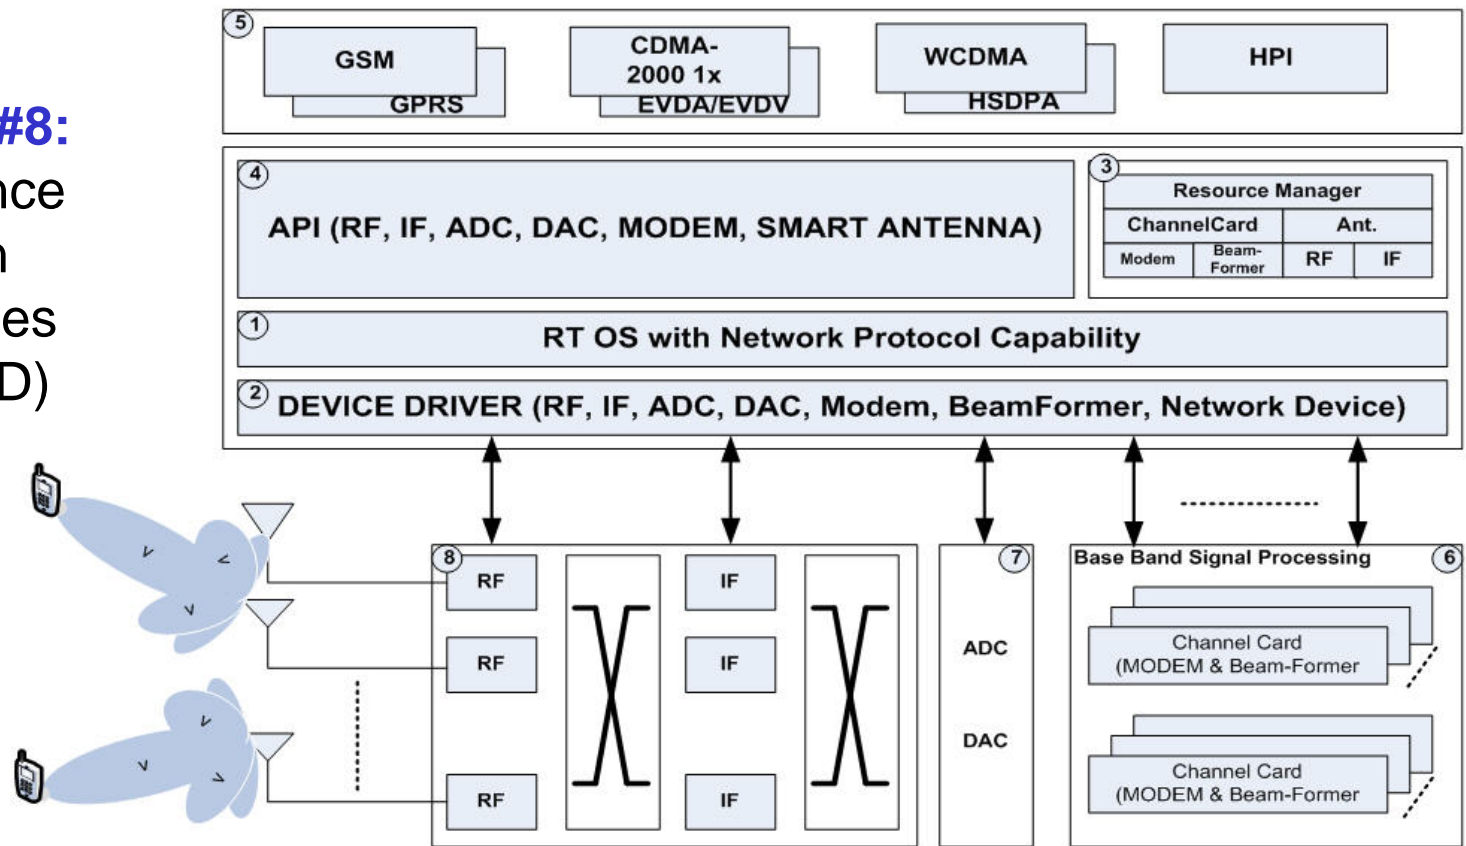 #8:
nce
n
es
D)
5
GSM
GPRS
CDMA-
2000 1x
EVDA/EVDV
WCDMA
HSDPA
HPI
4
API (RF, IF, ADC, DAC, MODEM, SMART ANTENNA)
3
Resource Manager
ChannelCard
Ant.
Modem
Beam-
Former
RF
IF
1
RT OS with Network Protocol Capability
2
DEVICE DRIVER (RF, IF, ADC, DAC, Modem, BeamFormer, Network Device)
8
RF
IF
RF
IF
RF
IF
7
ADC
DAC
Base Band Signal Processing
6
Channel Card
(MODEM & Beam-Former
Channel Card
(MODEM & Beam-Former